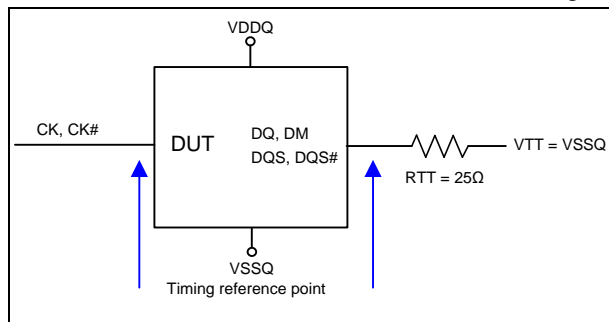 VDDQ
CK, CK#
DUT
DQ, DM
DQS, DQS#
VTT = VSSQ
RTT = 25Ω
VSSQ
Timing reference point